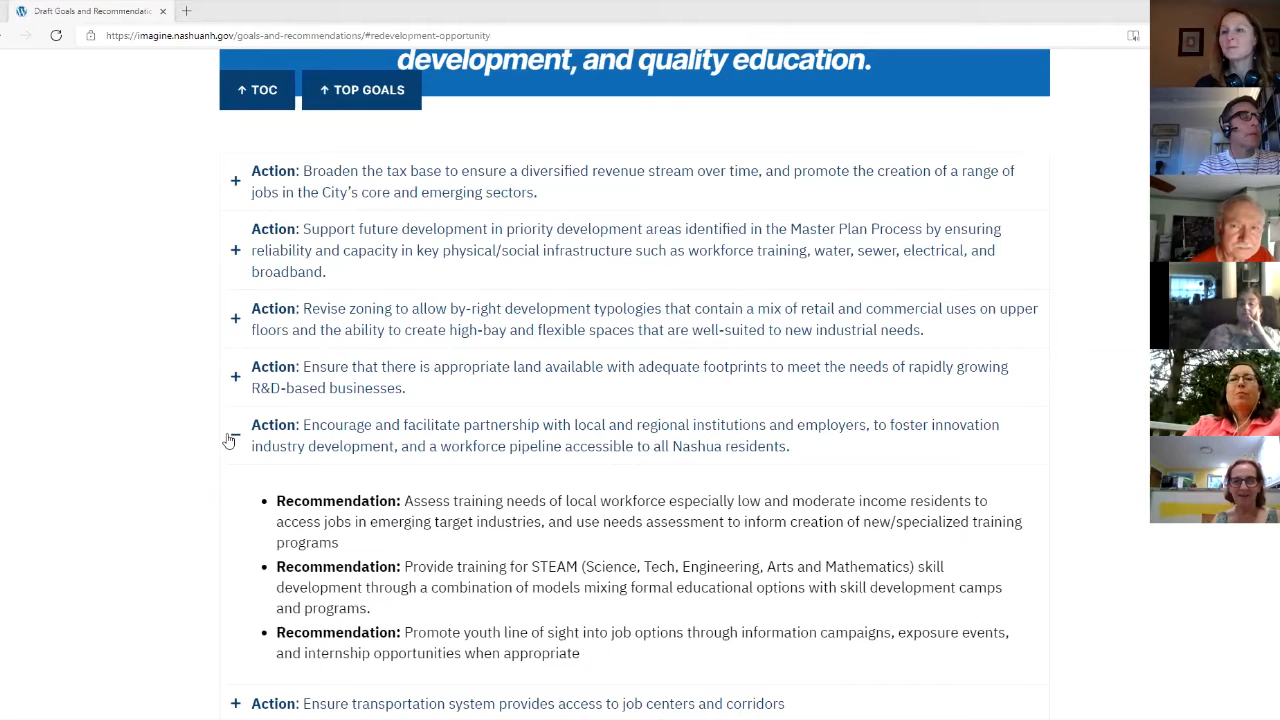 Draft Goals and Recommendatio
https://imagine.nashuanh.gov/goals-and-recommendations/#redevelopment-opportunity
development, and quality education.
↑ TOC
↑ TOP GOALS
+ Action: Broaden the tax base to ensure a diversified revenue stream over time, and promote the creation of a range of
jobs in the City's core and emerging sectors.
+ Action: Support future development in priority development areas identified in the Master Plan Process by ensuring
reliability and capacity in key physical/social infrastructure such as workforce training, water, sewer, electrical, and
broadband.
+ Action: Revise zoning to allow by-right development typologies that contain a mix of retail and commercial uses on upper
floors and the ability to create high-bay and flexible spaces that are well-suited to new industrial needs.
+ Action: Ensure that there is appropriate land available with adequate footprints to meet the needs of rapidly growing
R&D-based businesses.
Action: Encourage and facilitate partnership with local and regional institutions and employers, to foster innovation
industry development, and a workforce pipeline accessible to all Nashua residents.
• Recommendation: Assess training needs of local workforce especially low and moderate income residents to
access jobs in emerging target industries, and use needs assessment to inform creation of new/specialized training
programs
• Recommendation: Provide training for STEAM (Science, Tech, Engineering, Arts and Mathematics) skill
development through a combination of models mixing formal educational options with skill development camps
and programs.
• Recommendation: Promote youth line of sight into job options through information campaigns, exposure events,
and internship opportunities when appropriate
+ Action: Ensure transportation system provides access to job centers and corridors